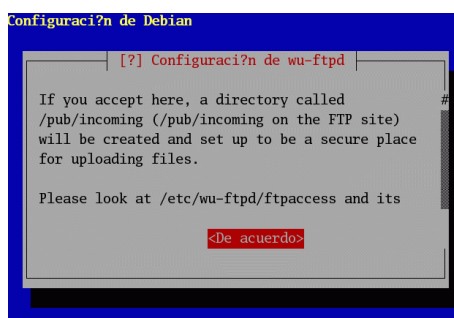 Configuraci?n de Debian
[?] Configuraci?n de wu-ftpd
If you accept here, a directory called
/pub/incoming (/pub/incoming on the FTP site)
will be created and set up to be a secure place
for uploading files.
Please look at /etc/wu-ftpd/ftpaccess and its
<De acuerdo>